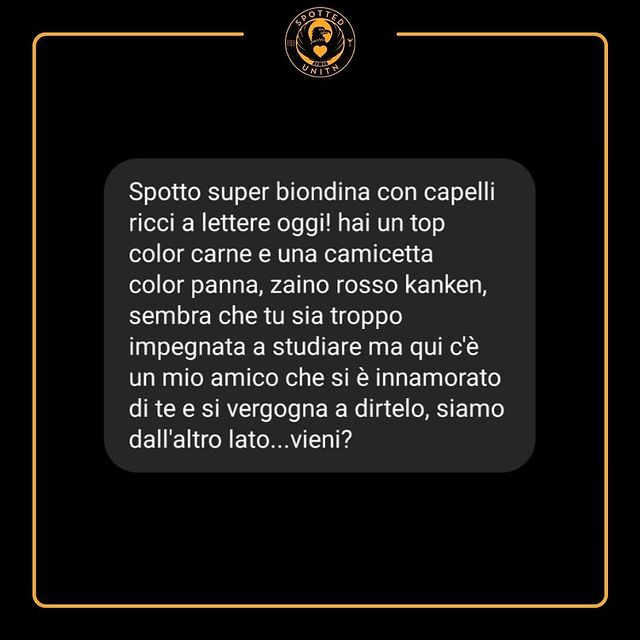 SPOTTED
UNITN
Spotto super biondina con capelli
ricci a lettere oggi! hai un top
color carne e una camicetta
color panna, zaino rosso kanken,
sembra che tu sia troppo
impegnata a studiare ma qui c'è
un mio amico che si è innamorato
di te e si vergogna a dirtelo, siamo
dall'altro lato...vieni?